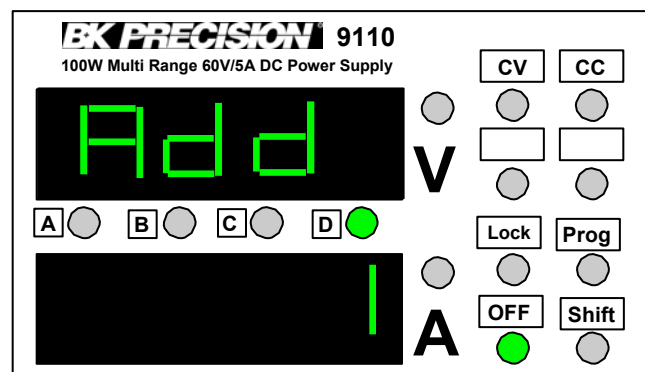 BK PRECISION® 9110
100W Multi Range 60V/5A DC Power Supply
CV CC
Add
V
A B C D
Lock Prog
1
A
OFF Shift